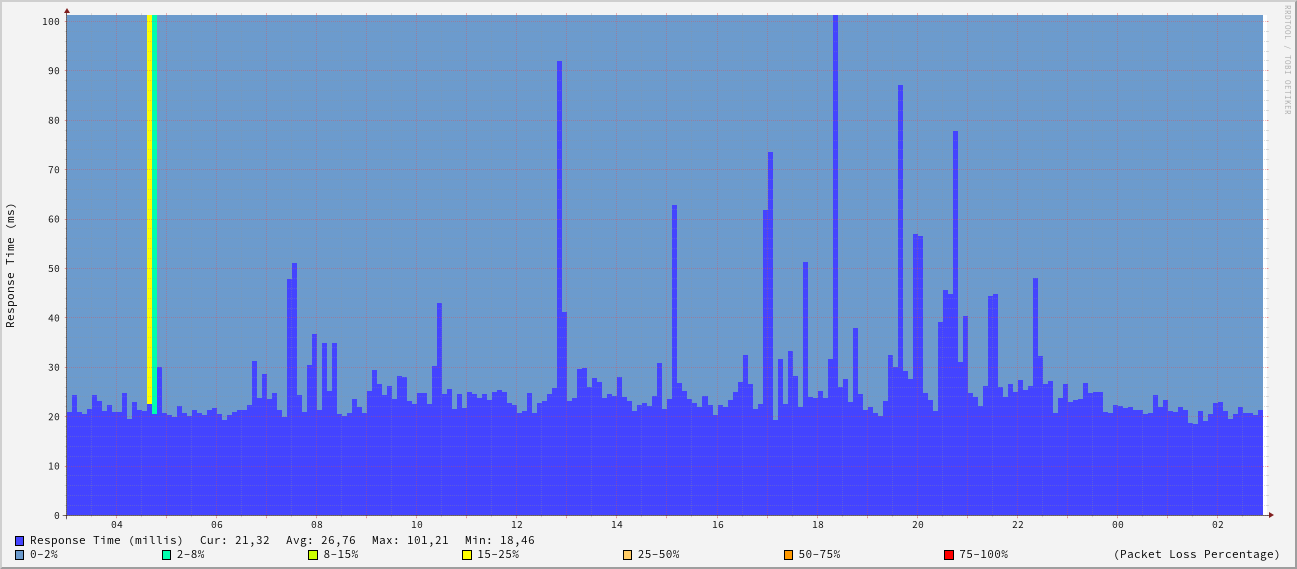 RRDTOOL / TOBI OETIKER
Response Time (ms)
100
90
80
70
60
50
40
30
20
10
0
04 06 08 10 12 14 16 18 20 22 00 02
Response Time (millis) Cur: 21,32 Avg: 26,76 Max: 101,21 Min: 18,46
0-2% 2-8% 8-15% 15-25% 25-50% 50-75% 75-100% (Packet Loss Percentage)